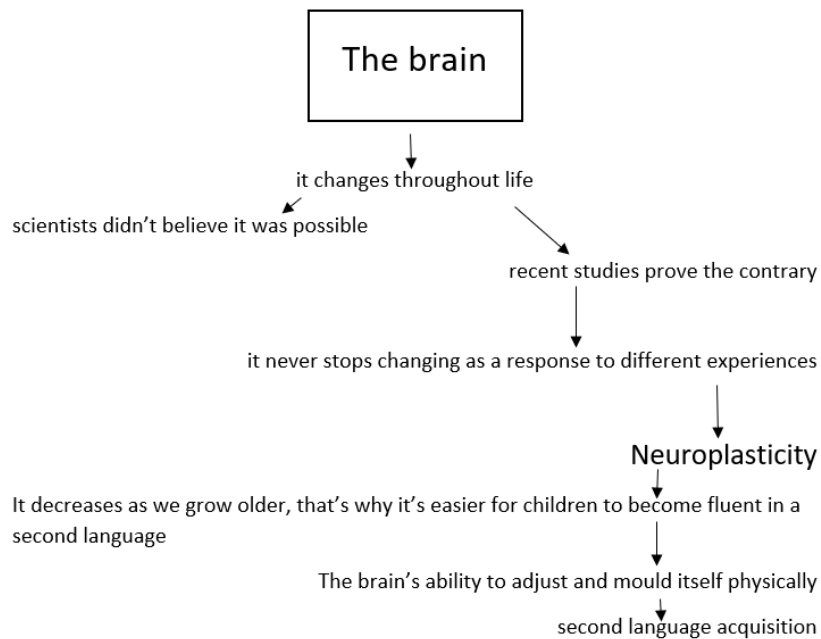 The brain
it changes throughout life
scientists didn’t believe it was possible
recent studies prove the contrary
it never stops changing as a response to different experiences
Neuroplasticity
It decreases as we grow older, that’s why it’s easier for children to become fluent in a
second language
The brain’s ability to adjust and mould itself physically
second language acquisition